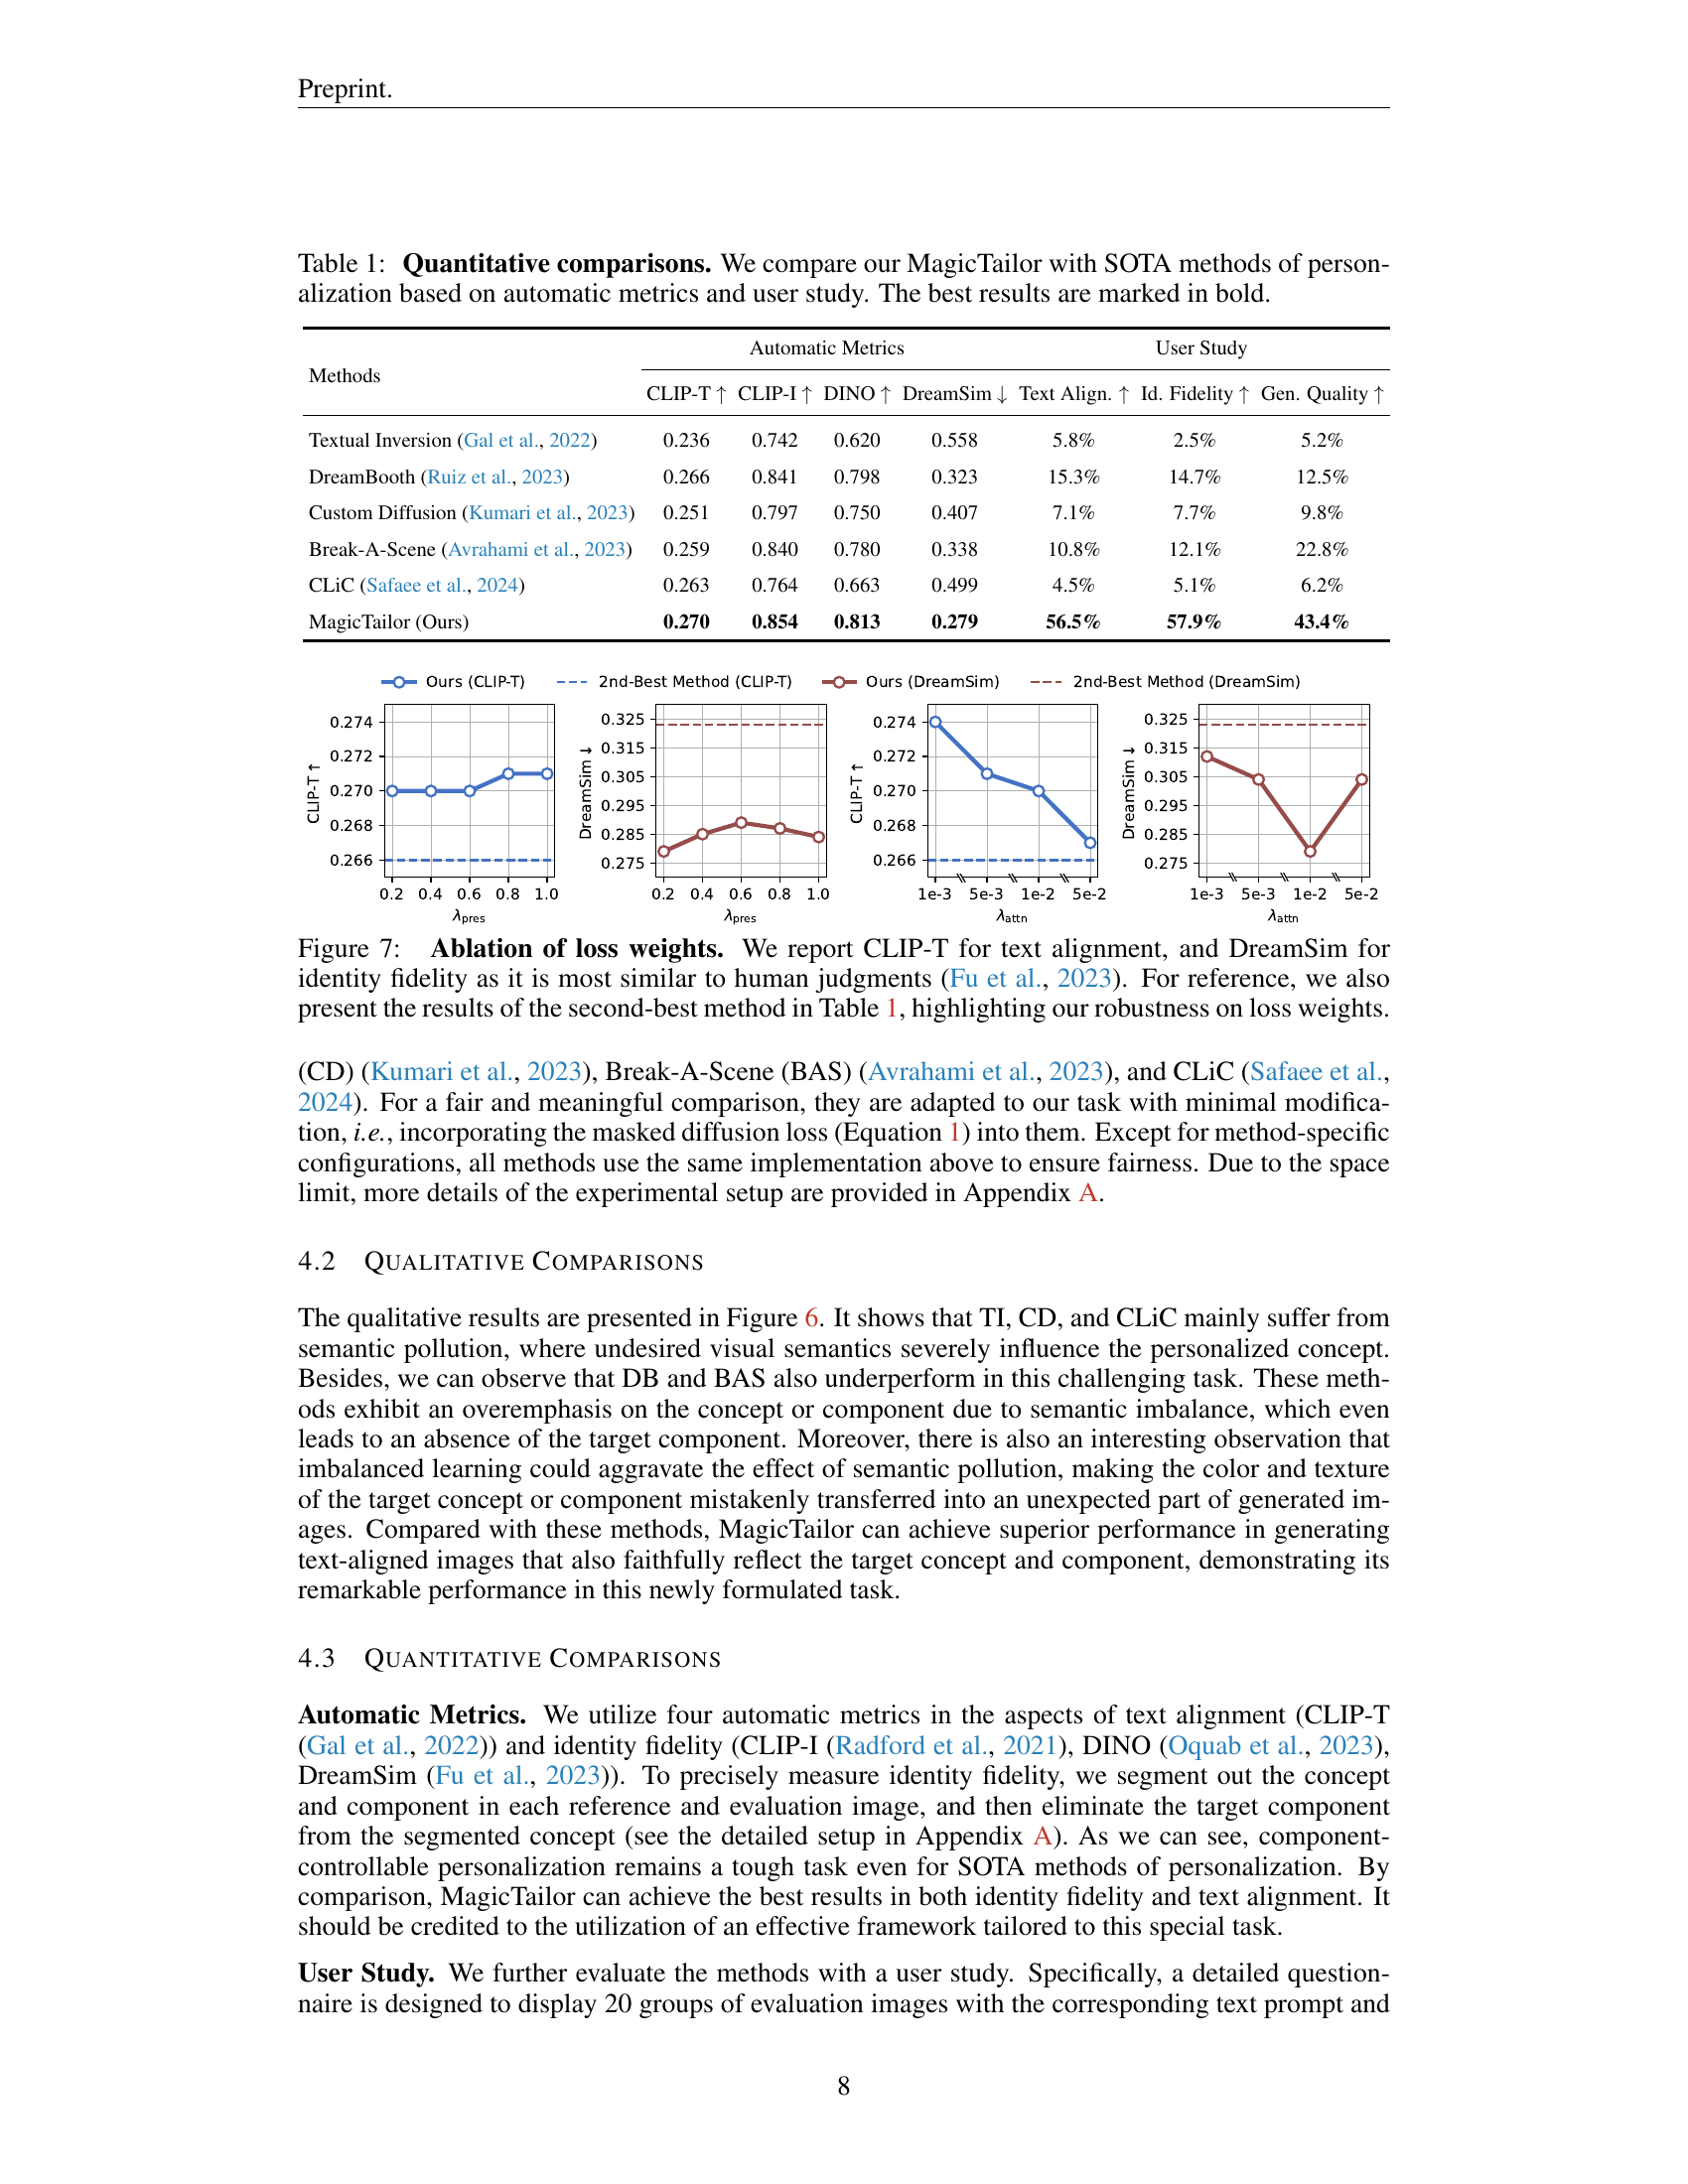 Preprint.
Table 1: Quantitative comparisons. We compare our MagicTailor with SOTA methods of person-
alization based on automatic metrics and user study. The best results are marked in bold.
Methods Automatic Metrics User Study
CLIP-T ↑ CLIP-I ↑ DINO ↑ DreamSim ↓ Text Align. ↑ Id. Fidelity ↑ Gen. Quality ↑
Textual Inversion (Gal et al., 2022) 0.236 0.742 0.620 0.558 5.8% 2.5% 5.2%
DreamBooth (Ruiz et al., 2023) 0.266 0.841 0.798 0.323 15.3% 14.7% 12.5%
Custom Diffusion (Kumari et al., 2023) 0.251 0.797 0.750 0.407 7.1% 7.7% 9.8%
Break-A-Scene (Avrahami et al., 2023) 0.259 0.840 0.780 0.338 10.8% 12.1% 22.8%
CLiC (Safaee et al., 2024) 0.263 0.764 0.663 0.499 4.5% 5.1% 6.2%
MagicTailor (Ours) 0.270 0.854 0.813 0.279 56.5% 57.9% 43.4%
Ours (CLIP-T) 2nd-Best Method (CLIP-T) Ours (DreamSim) 2nd-Best Method (DreamSim)
CLIP-T ↑
0.274
0.272
0.270
0.268
0.266
0.2 0.4 0.6 0.8 1.0
λpres
DreamSim ↓
0.325
0.315
0.305
0.295
0.285
0.275
0.2 0.4 0.6 0.8 1.0
λpres
CLIP-T ↑
0.274
0.272
0.270
0.268
0.266
1e-3 5e-3 1e-2 5e-2
λattn
DreamSim ↓
0.325
0.315
0.305
0.295
0.285
0.275
1e-3 5e-3 1e-2 5e-2
λattn
Figure 7: Ablation of loss weights. We report CLIP-T for text alignment, and DreamSim for
identity fidelity as it is most similar to human judgments (Fu et al., 2023). For reference, we also
present the results of the second-best method in Table 1, highlighting our robustness on loss weights.
(CD) (Kumari et al., 2023), Break-A-Scene (BAS) (Avrahami et al., 2023), and CLiC (Safaee et al.,
2024). For a fair and meaningful comparison, they are adapted to our task with minimal modifica-
tion, i.e., incorporating the masked diffusion loss (Equation 1) into them. Except for method-specific
configurations, all methods use the same implementation above to ensure fairness. Due to the space
limit, more details of the experimental setup are provided in Appendix A.
4.2 QUALITATIVE COMPARISONS
The qualitative results are presented in Figure 6. It shows that TI, CD, and CLiC mainly suffer from
semantic pollution, where undesired visual semantics severely influence the personalized concept.
Besides, we can observe that DB and BAS also underperform in this challenging task. These meth-
ods exhibit an overemphasis on the concept or component due to semantic imbalance, which even
leads to an absence of the target component. Moreover, there is also an interesting observation that
imbalanced learning could aggravate the effect of semantic pollution, making the color and texture
of the target concept or component mistakenly transferred into an unexpected part of generated im-
ages. Compared with these methods, MagicTailor can achieve superior performance in generating
text-aligned images that also faithfully reflect the target concept and component, demonstrating its
remarkable performance in this newly formulated task.
4.3 QUANTITATIVE COMPARISONS
Automatic Metrics. We utilize four automatic metrics in the aspects of text alignment (CLIP-T
(Gal et al., 2022)) and identity fidelity (CLIP-I (Radford et al., 2021), DINO (Oquab et al., 2023),
DreamSim (Fu et al., 2023)). To precisely measure identity fidelity, we segment out the concept
and component in each reference and evaluation image, and then eliminate the target component
from the segmented concept (see the detailed setup in Appendix A). As we can see, component-
controllable personalization remains a tough task even for SOTA methods of personalization. By
comparison, MagicTailor can achieve the best results in both identity fidelity and text alignment. It
should be credited to the utilization of an effective framework tailored to this special task.
User Study. We further evaluate the methods with a user study. Specifically, a detailed question-
naire is designed to display 20 groups of evaluation images with the corresponding text prompt and
8